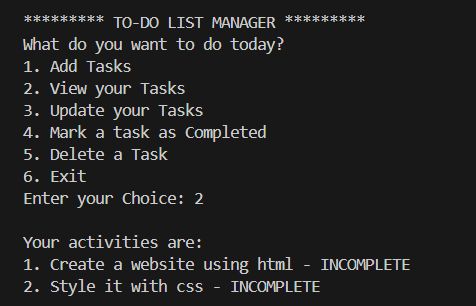 ********* TO-DO LIST MANAGER *********
What do you want to do today?
1. Add Tasks
2. View your Tasks
3. Update your Tasks
4. Mark a task as Completed
5. Delete a Task
6. Exit
Enter your Choice: 2
Your activities are:
1. Create a website using html - INCOMPLETE
2. Style it with css - INCOMPLETE